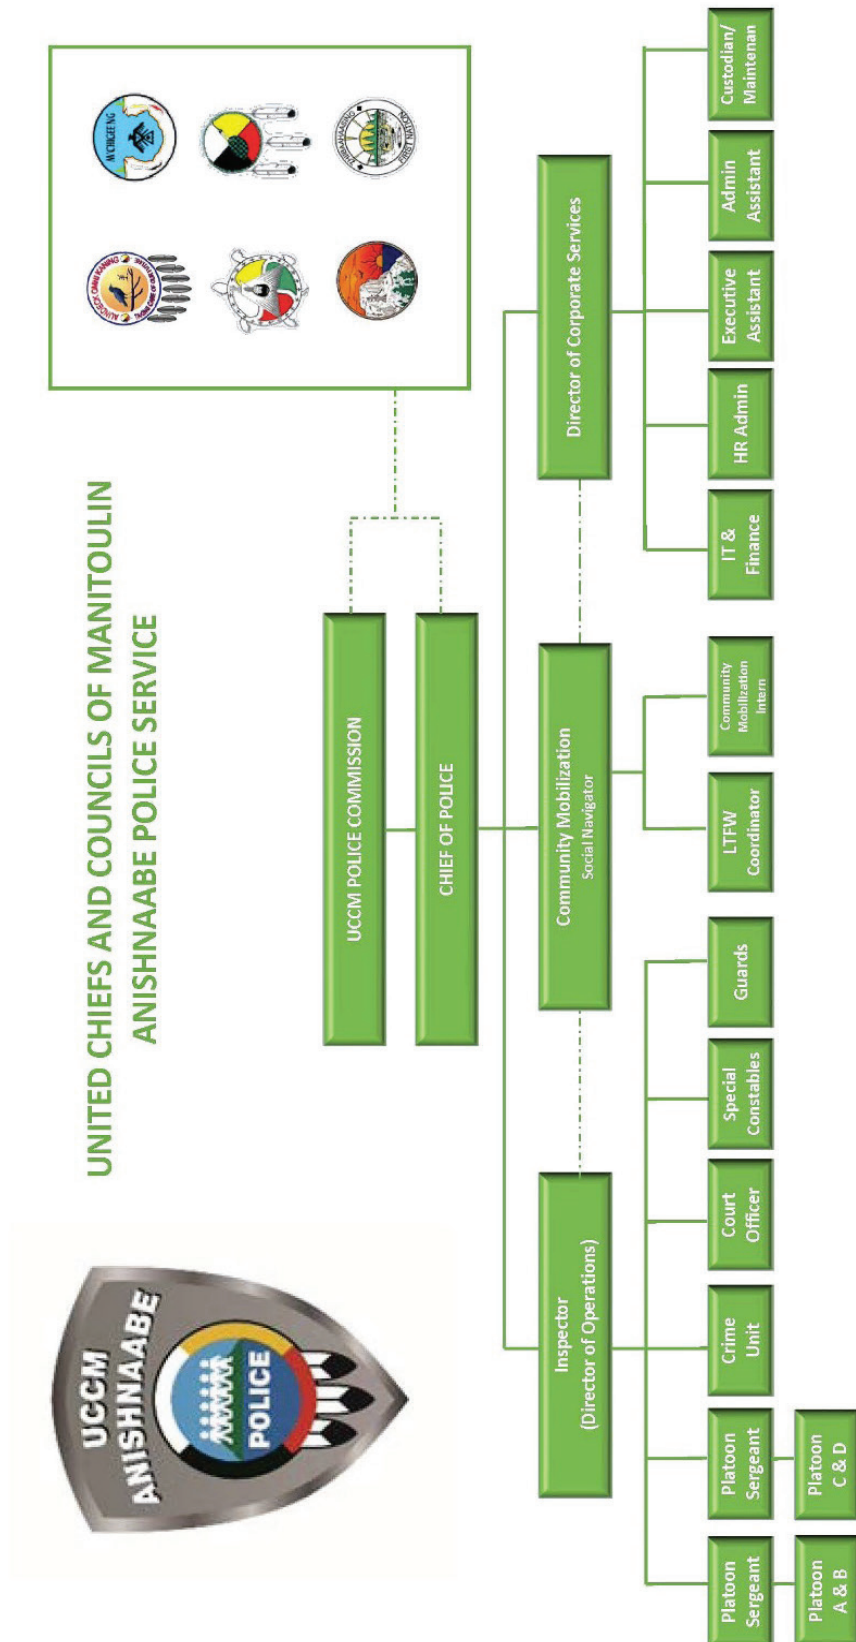 UNITED CHIEFS AND COUNCILS OF MANITOULIN
ANISHNAABE POLICE SERVICE
UCCM
ANISHNAABE
POLICE
M'CHIGEENG
UCCM POLICE COMMISSION
CHIEF OF POLICE
Inspector
(Director of Operations)
Community Mobilization
Social Navigator
Director of Corporate Services
Platoon
Sergeant
Platoon
Sergeant
Crime
Unit
Court
Officer
Special
Constables
Guards
LTFW
Coordinator
Community
Mobilization
Intern
IT &
Finance
HR Admin
Executive
Assistant
Admin
Assistant
Custodian/
Maintenan
Platoon
A & B
Platoon
C & D